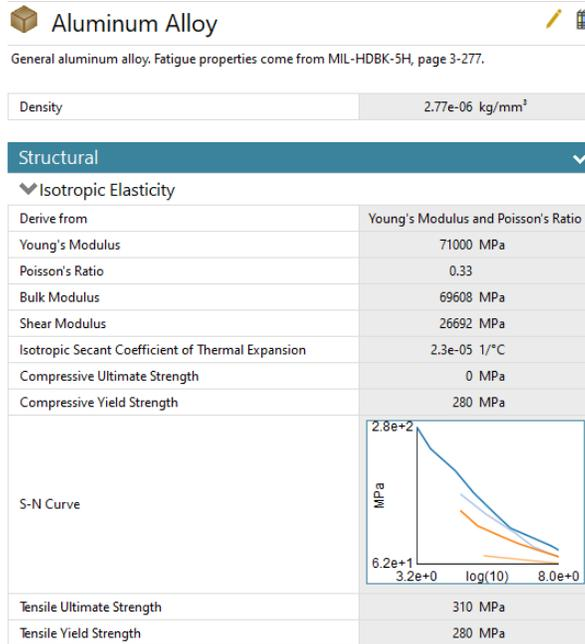 Aluminum Alloy
General aluminum alloy. Fatigue properties come from MIL-HDBK-5H, page 3-277.
Density 2.77e-06 kg/mm³
Structural
Isotropic Elasticity
Derive from Young's Modulus and Poisson's Ratio
Young's Modulus 71000 MPa
Poisson's Ratio 0.33
Bulk Modulus 69608 MPa
Shear Modulus 26692 MPa
Isotropic Secant Coefficient of Thermal Expansion 2.3e-05 1/°C
Compressive Ultimate Strength 0 MPa
Compressive Yield Strength 280 MPa
S-N Curve
2.8e+2
MPa
6.2e+1
3.2e+0 log(10) 8.0e+0
Tensile Ultimate Strength 310 MPa
Tensile Yield Strength 280 MPa